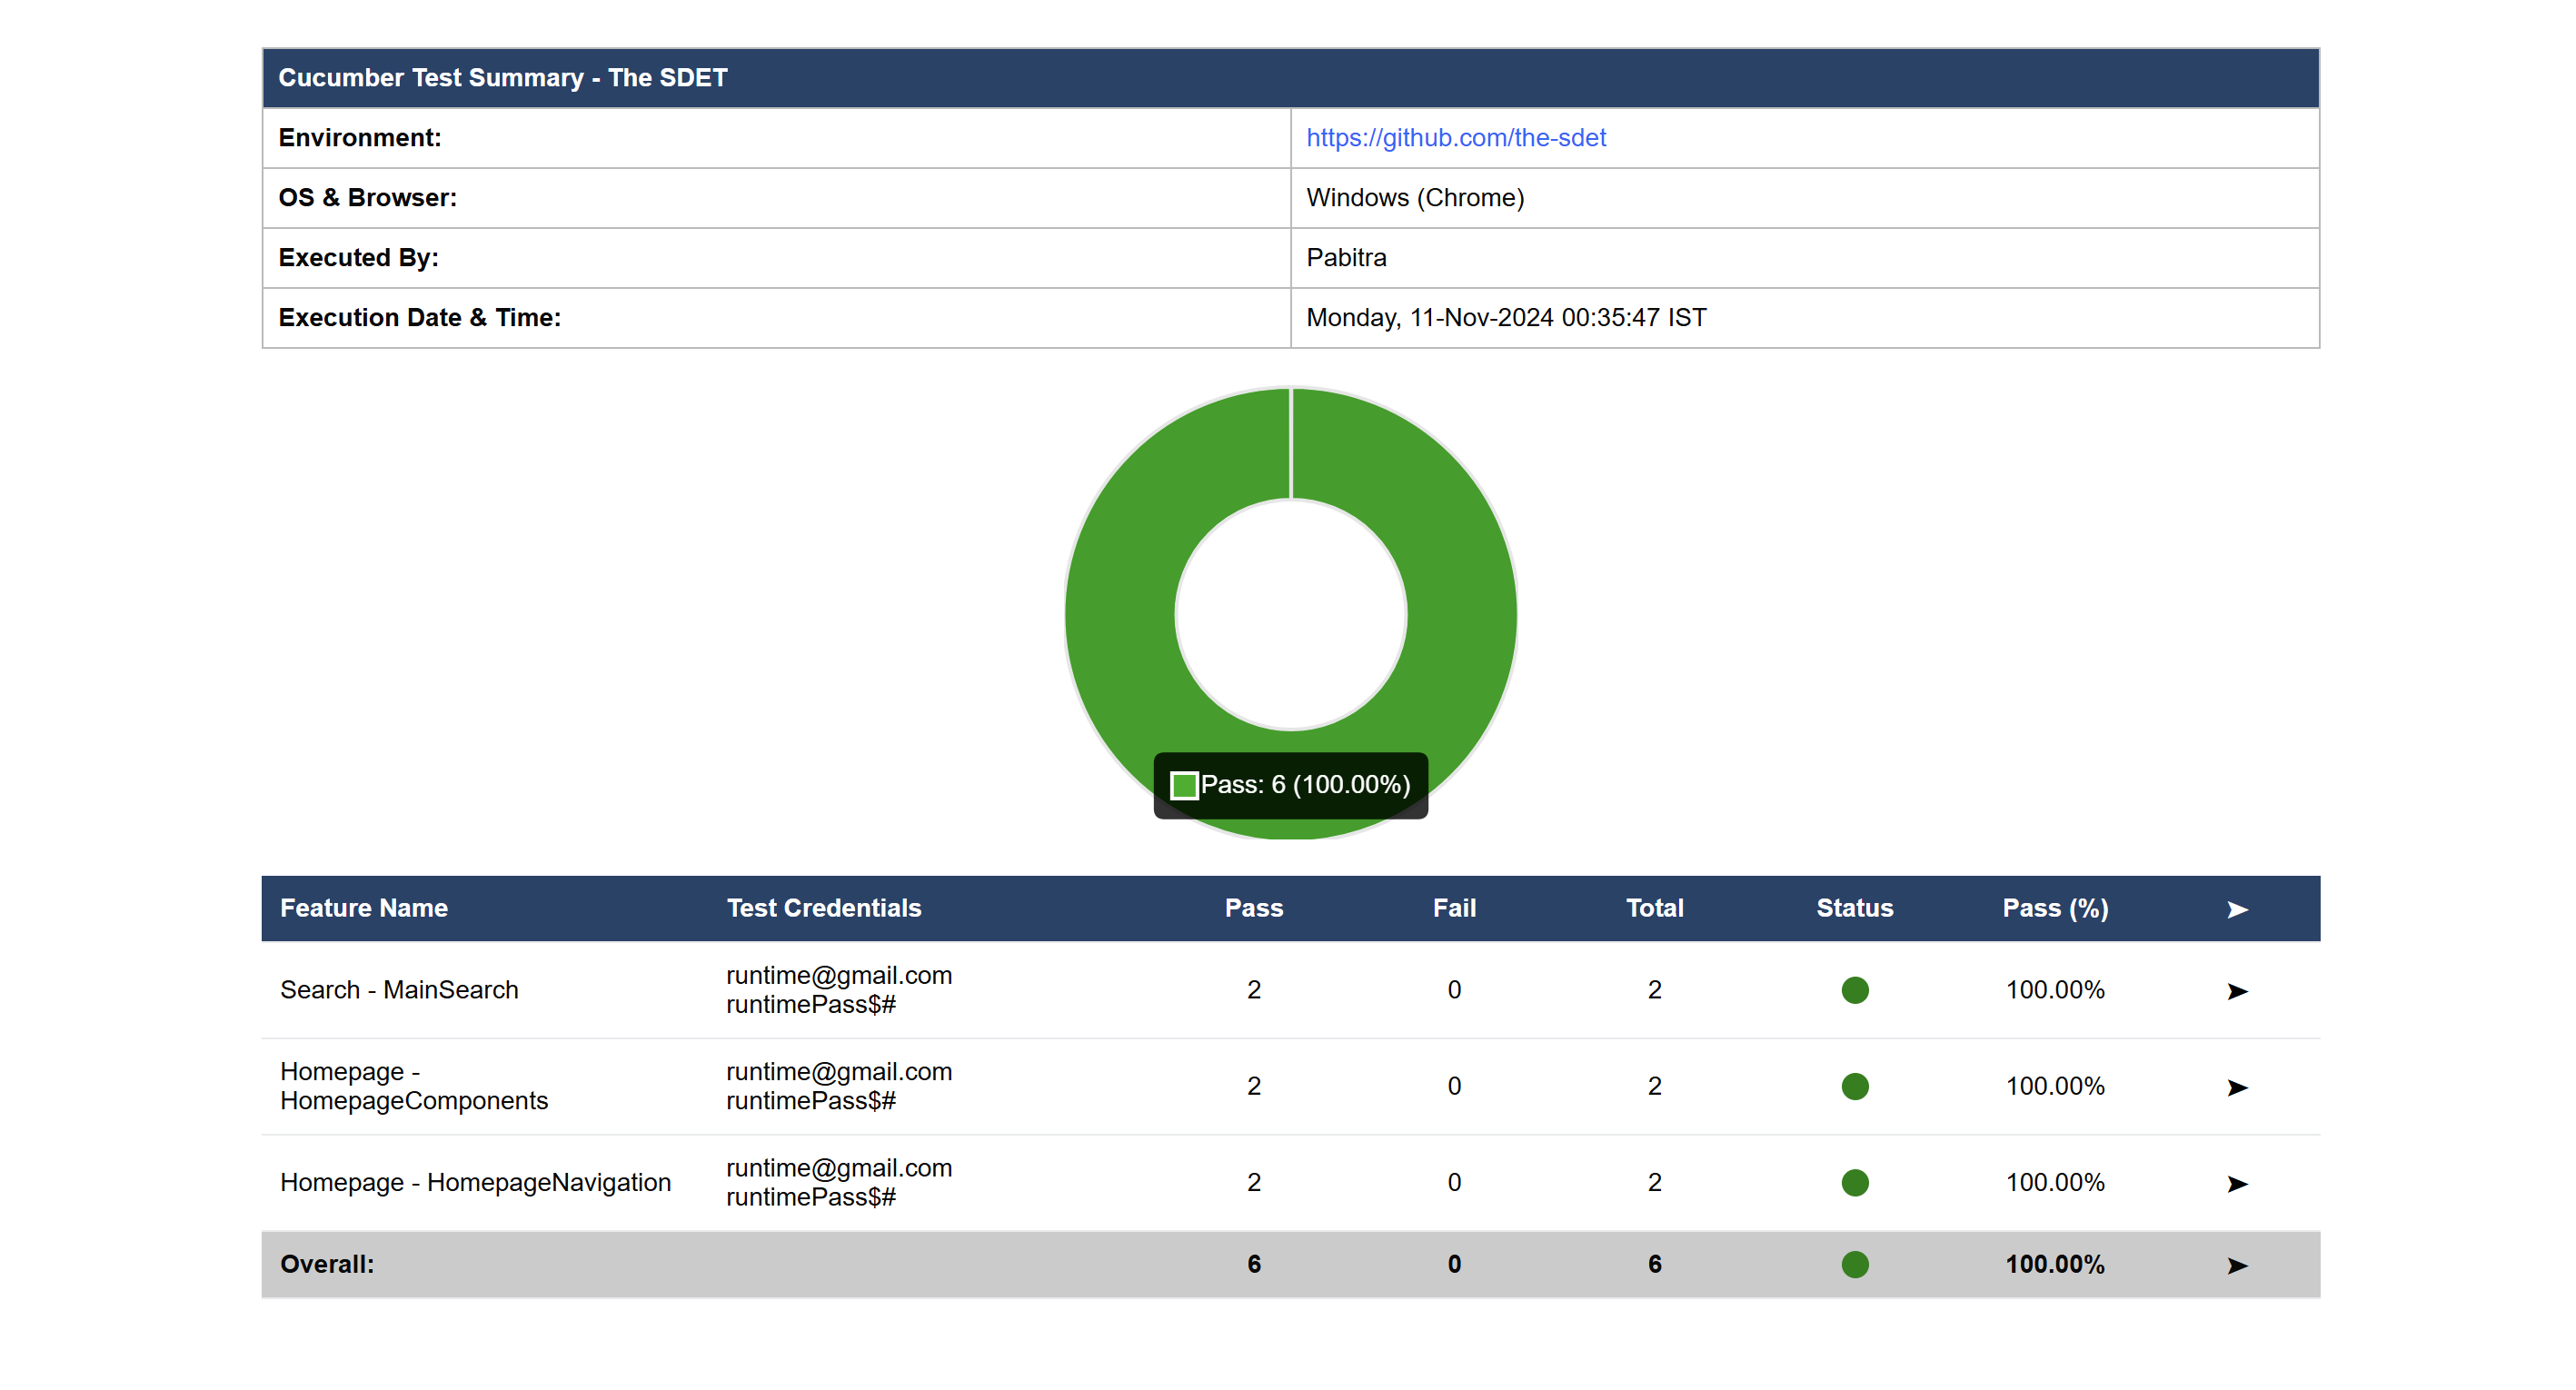 Cucumber Test Summary - The SDET
Environment: https://github.com/the-sdet
OS & Browser: Windows (Chrome)
Executed By: Pabitra
Execution Date & Time: Monday, 11-Nov-2024 00:35:47 IST
Pass: 6 (100.00%)
Feature Name Test Credentials Pass Fail Total Status Pass (%) ➤
Search - MainSearch runtime@gmail.com
runtimePass$# 2 0 2 100.00% ➤
Homepage -
HomepageComponents runtime@gmail.com
runtimePass$# 2 0 2 100.00% ➤
Homepage - HomepageNavigation runtime@gmail.com
runtimePass$# 2 0 2 100.00% ➤
Overall: 6 0 6 100.00% ➤